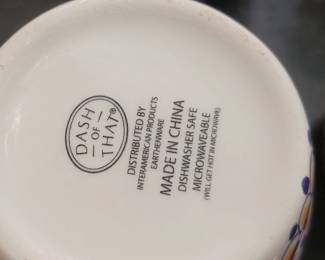 DASH
OF
THAT®
DISTRIBUTED BY
INTERAMERICAN PRODUCTS
EARTHENWARE
MADE IN CHINA
DISHWASHER SAFE
MICROWAVEABLE
(WILL GET HOT IN MICROWAVE)